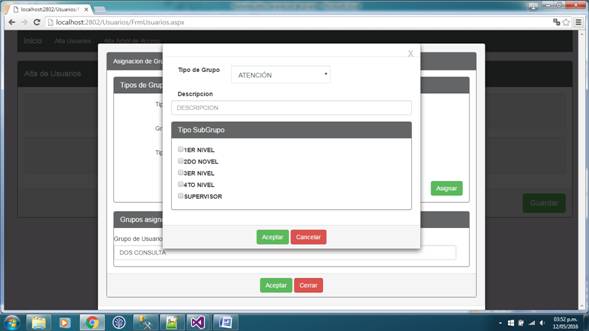 localhost:2802/Usuarios/F
localhost:2802/Usuarios/FrmUsuarios.aspx
Inicio Alta Usuarios Alta Arbol de Acceso
X
Asignacion de Gru
Tipo de Grupo ATENCIÓN
Alta de Usuarios
Tipos de Grup
Descripcion
DESCRIPCION
Tip
Gr
Tip
Tipo SubGrupo
1ER NIVEL
2DO NOVEL
3ER NIVEL
4TO NIVEL
SUPERVISOR
Asignar
Guardar
Grupos asigna
Grupo de Usuario
Aceptar Cancelar
DOS CONSULTA
Aceptar Cerrar
03:52 p.m.
12/05/2016